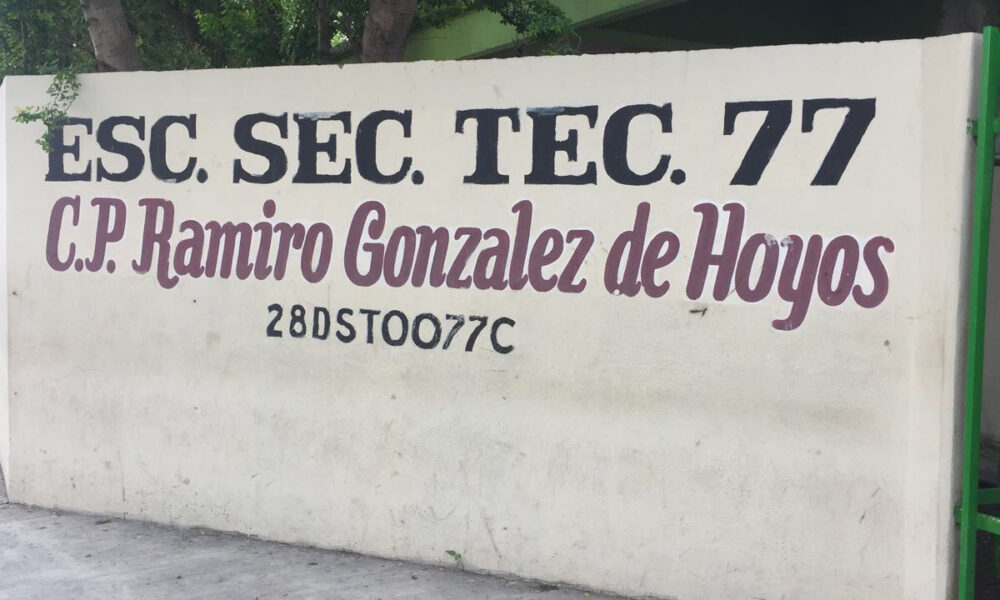 ESC. SEC. TEC. 77
C.P. Ramiro Gonzalez de Hoyos
28DST0077C